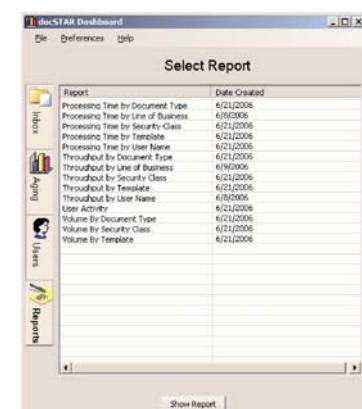 docSTAR Dashboard
File Preferences Help
Select Report
Report Date Created
Processing Time by Document Type 6/21/2006
Processing Time by Line of Business 6/8/2006
Processing Time by Security Class 6/21/2006
Processing Time by Template 6/21/2006
Processing Time by User Name 6/21/2006
Throughput by Document Type 6/21/2006
Throughput by Line of Business 6/9/2006
Throughput by Security Class 6/21/2006
Throughput by Template 6/21/2006
Throughput by User Name 6/8/2006
User Activity 6/21/2006
Volume By Document Type 6/21/2006
Volume By Security Class 6/21/2006
Volume By Template 6/21/2006
Inbox
Aging
Users
Reports
Show Report